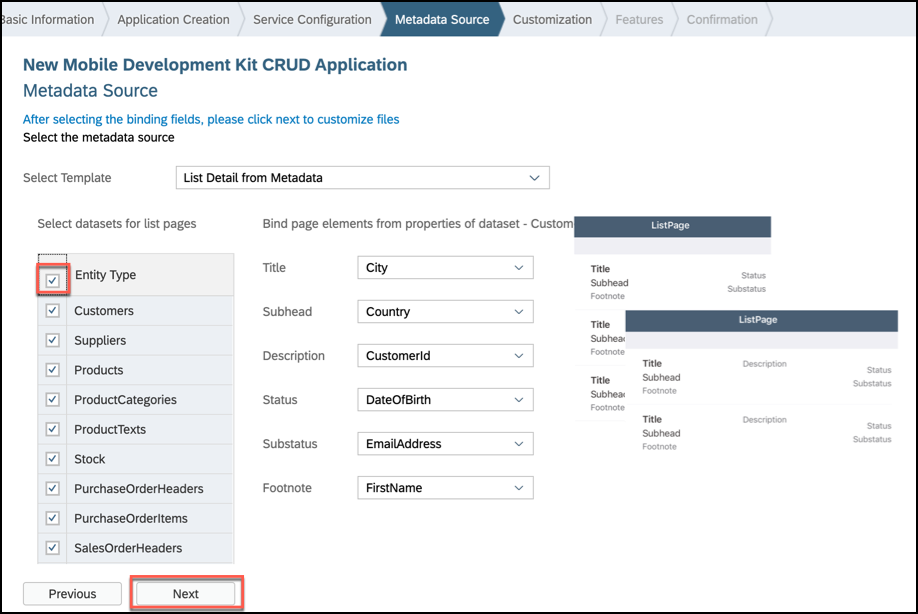 Basic Information
Application Creation
Service Configuration
Metadata Source
Customization
Features
Confirmation
New Mobile Development Kit CRUD Application
Metadata Source
After selecting the binding fields, please click next to customize files
Select the metadata source
Select Template
List Detail from Metadata
Select datasets for list pages
Entity Type
Customers
Suppliers
Products
ProductCategories
ProductTexts
Stock
PurchaseOrderHeaders
PurchaseOrderItems
SalesOrderHeaders
Bind page elements from properties of dataset - Custom
Title
City
Subhead
Country
Description
CustomerId
Status
DateOfBirth
Substatus
EmailAddress
Footnote
FirstName
ListPage
Title
Subhead
Footnote
Status
Substatus
Title
Subhead
Footnote
Title
Subhead
Footnote
ListPage
Title
Subhead
Footnote
Description
Status
Substatus
Title
Subhead
Footnote
Description
Status
Substatus
Previous
Next